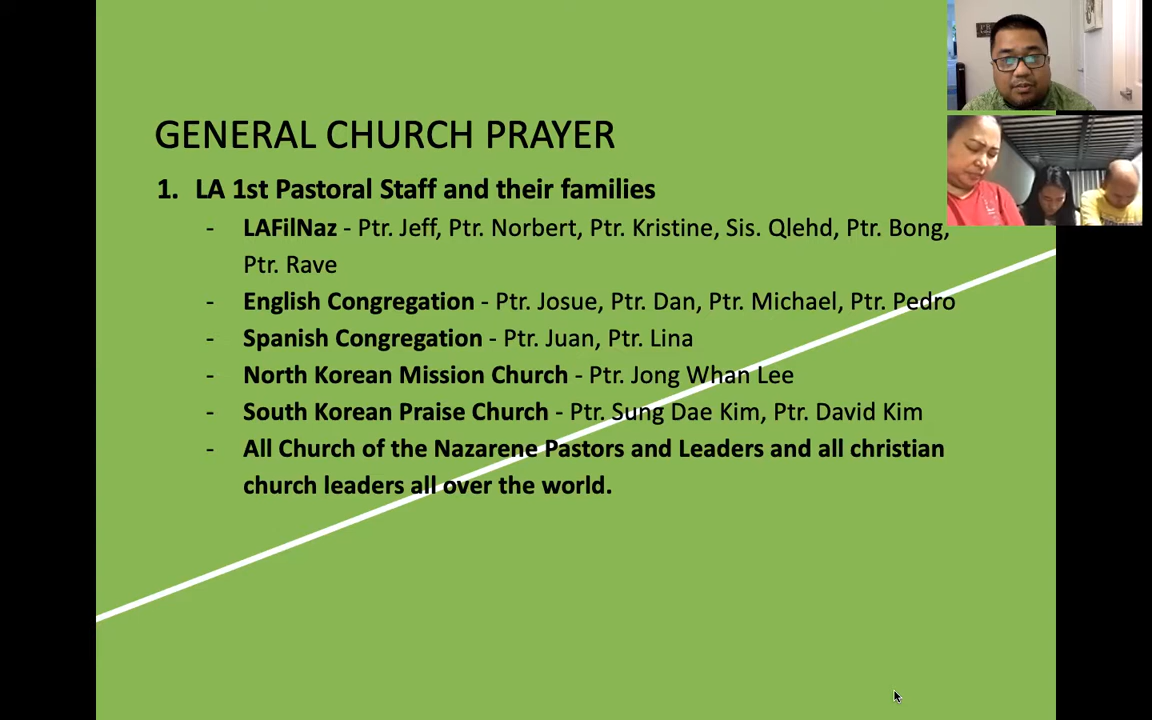 GENERAL CHURCH PRAYER
1. LA 1st Pastoral Staff and their families
- LAFilNaz - Ptr. Jeff, Ptr. Norbert, Ptr. Kristine, Sis. Qlehd, Ptr. Bong,
Ptr. Rave
- English Congregation - Ptr. Josue, Ptr. Dan, Ptr. Michael, Ptr. Pedro
- Spanish Congregation - Ptr. Juan, Ptr. Lina
- North Korean Mission Church - Ptr. Jong Whan Lee
- South Korean Praise Church - Ptr. Sung Dae Kim, Ptr. David Kim
- All Church of the Nazarene Pastors and Leaders and all christian
church leaders all over the world.